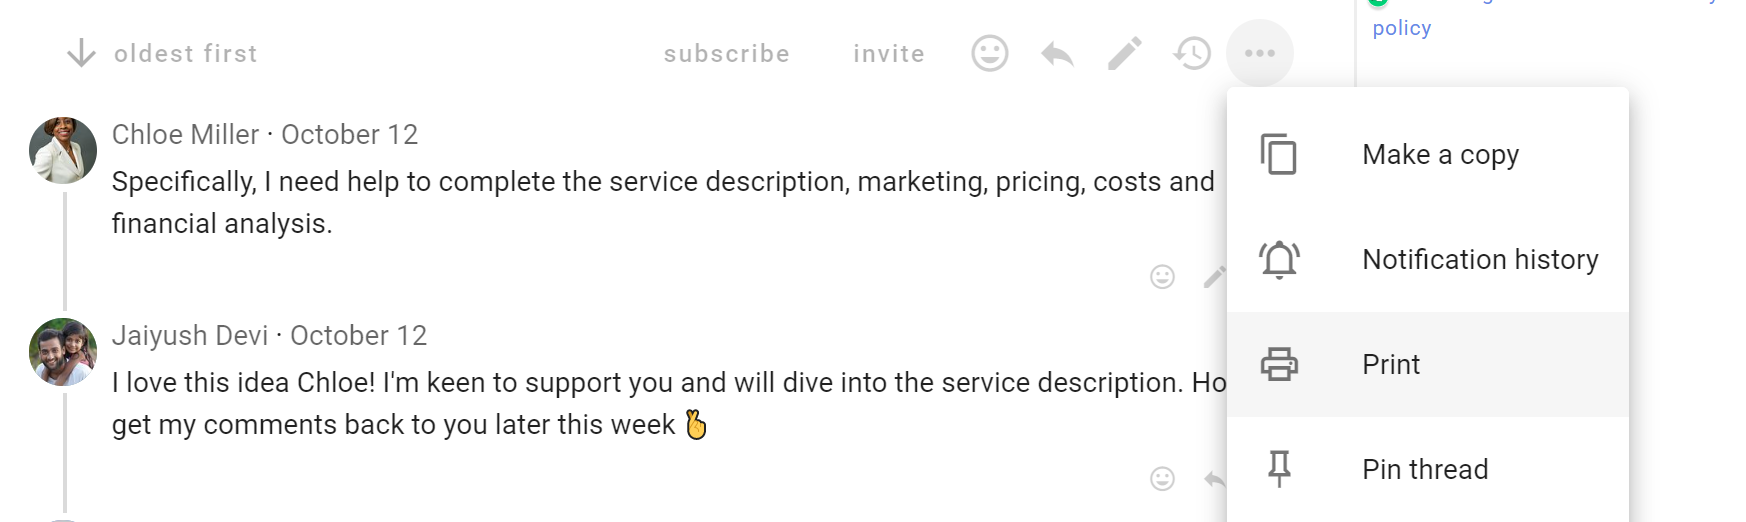 policy
oldest first subscribe invite
Chloe Miller · October 12
Specifically, I need help to complete the service description, marketing, pricing, costs and
financial analysis.
Jaiyush Devi · October 12
I love this idea Chloe! I'm keen to support you and will dive into the service description. Ho
get my comments back to you later this week 🫰
Make a copy
Notification history
Print
Pin thread